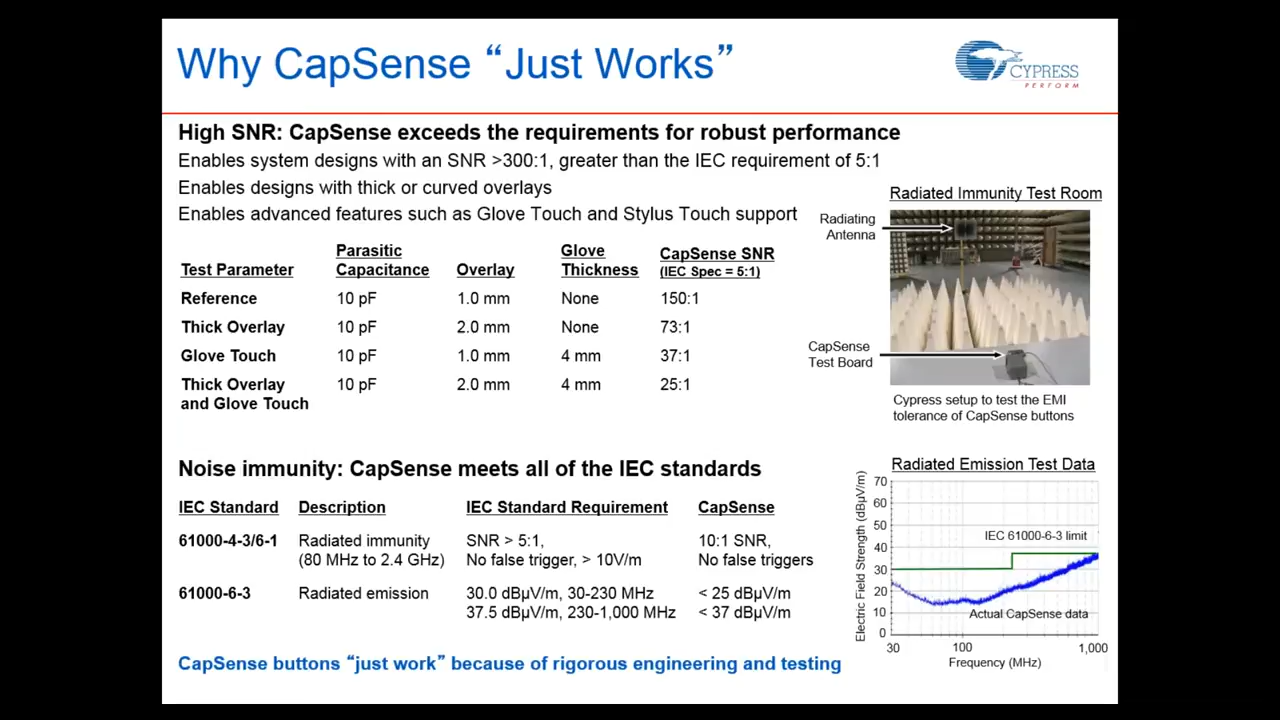 Why CapSense “Just Works”
CYPRESS
PERFORM
High SNR: CapSense exceeds the requirements for robust performance
Enables system designs with an SNR >300:1, greater than the IEC requirement of 5:1
Enables designs with thick or curved overlays
Enables advanced features such as Glove Touch and Stylus Touch support
Test Parameter Parasitic Capacitance Overlay Glove Thickness CapSense SNR (IEC Spec = 5:1)
Reference 10 pF 1.0 mm None 150:1
Thick Overlay 10 pF 2.0 mm None 73:1
Glove Touch 10 pF 1.0 mm 4 mm 37:1
Thick Overlay 10 pF 2.0 mm 4 mm 25:1
and Glove Touch
Radiated Immunity Test Room
Radiating
Antenna
CapSense
Test Board
Cypress setup to test the EMI
tolerance of CapSense buttons
Noise immunity: CapSense meets all of the IEC standards
IEC Standard Description IEC Standard Requirement CapSense
61000-4-3/6-1 Radiated immunity SNR > 5:1, 10:1 SNR,
(80 MHz to 2.4 GHz) No false trigger, > 10V/m No false triggers
61000-6-3 Radiated emission 30.0 dBµV/m, 30-230 MHz < 25 dBµV/m
37.5 dBµV/m, 230-1,000 MHz < 37 dBµV/m
Radiated Emission Test Data
Electric Field Strength (dBµV/m)
70
60
50
40
30
20
10
0
IEC 61000-6-3 limit
Actual CapSense data
30 100 1,000
Frequency (MHz)
CapSense buttons “just work” because of rigorous engineering and testing